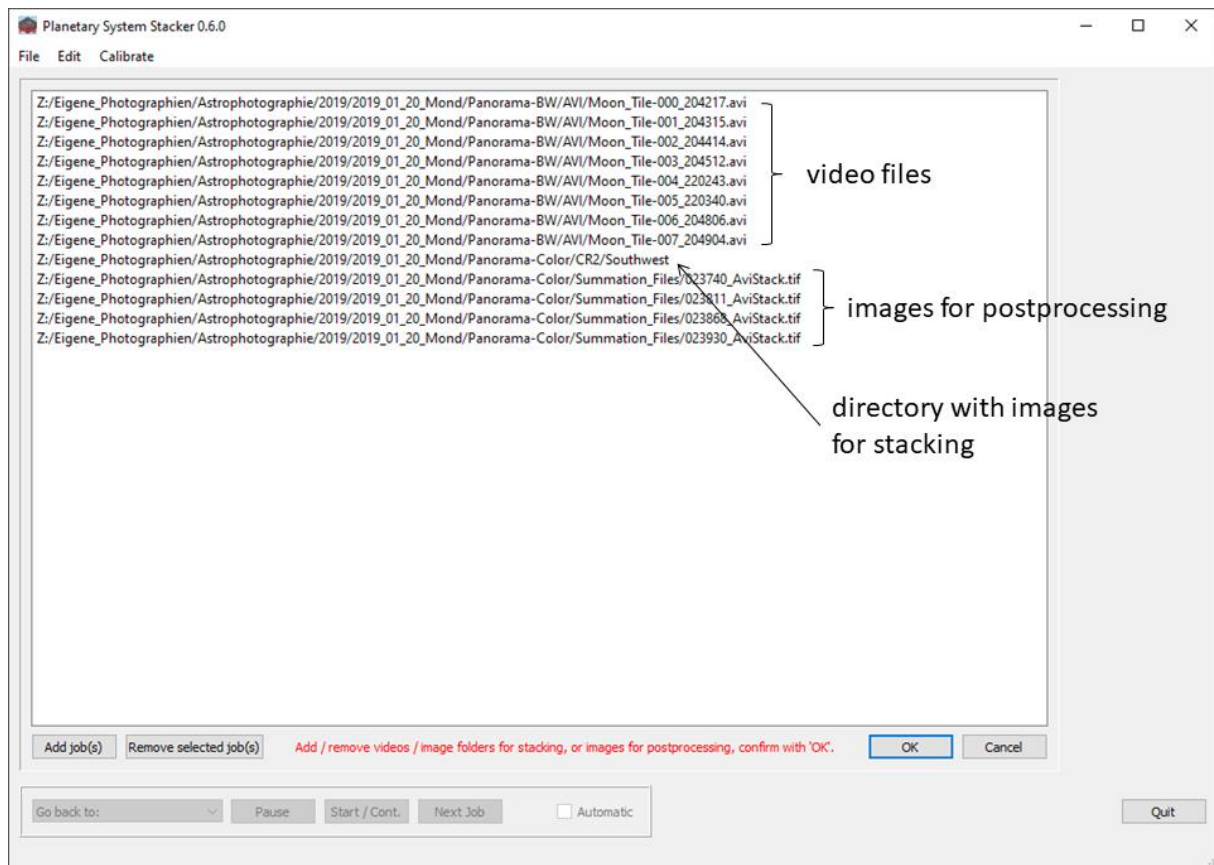 Planetary System Stacker 0.6.0
File Edit Calibrate
Z:/Eigene_Photographien/Astrophotographie/2019/2019_01_20_Mond/Panorama-BW/AVI/Moon_Tile-000_204217.avi
Z:/Eigene_Photographien/Astrophotographie/2019/2019_01_20_Mond/Panorama-BW/AVI/Moon_Tile-001_204315.avi
Z:/Eigene_Photographien/Astrophotographie/2019/2019_01_20_Mond/Panorama-BW/AVI/Moon_Tile-002_204414.avi
Z:/Eigene_Photographien/Astrophotographie/2019/2019_01_20_Mond/Panorama-BW/AVI/Moon_Tile-003_204512.avi
Z:/Eigene_Photographien/Astrophotographie/2019/2019_01_20_Mond/Panorama-BW/AVI/Moon_Tile-004_220243.avi
Z:/Eigene_Photographien/Astrophotographie/2019/2019_01_20_Mond/Panorama-BW/AVI/Moon_Tile-005_220340.avi
Z:/Eigene_Photographien/Astrophotographie/2019/2019_01_20_Mond/Panorama-BW/AVI/Moon_Tile-006_204806.avi
Z:/Eigene_Photographien/Astrophotographie/2019/2019_01_20_Mond/Panorama-BW/AVI/Moon_Tile-007_204904.avi
video files
Z:/Eigene_Photographien/Astrophotographie/2019/2019_01_20_Mond/Panorama-Color/CR2/Southwest
Z:/Eigene_Photographien/Astrophotographie/2019/2019_01_20_Mond/Panorama-Color/Summation_Files/023740_AviStack.tif
Z:/Eigene_Photographien/Astrophotographie/2019/2019_01_20_Mond/Panorama-Color/Summation_Files/023811_AviStack.tif
Z:/Eigene_Photographien/Astrophotographie/2019/2019_01_20_Mond/Panorama-Color/Summation_Files/023868_AviStack.tif
Z:/Eigene_Photographien/Astrophotographie/2019/2019_01_20_Mond/Panorama-Color/Summation_Files/023930_AviStack.tif
images for postprocessing
directory with images
for stacking
Add job(s) Remove selected job(s) Add / remove videos / image folders for stacking, or images for postprocessing, confirm with 'OK'. OK Cancel
Go back to: Pause Start / Cont. Next Job Automatic Quit